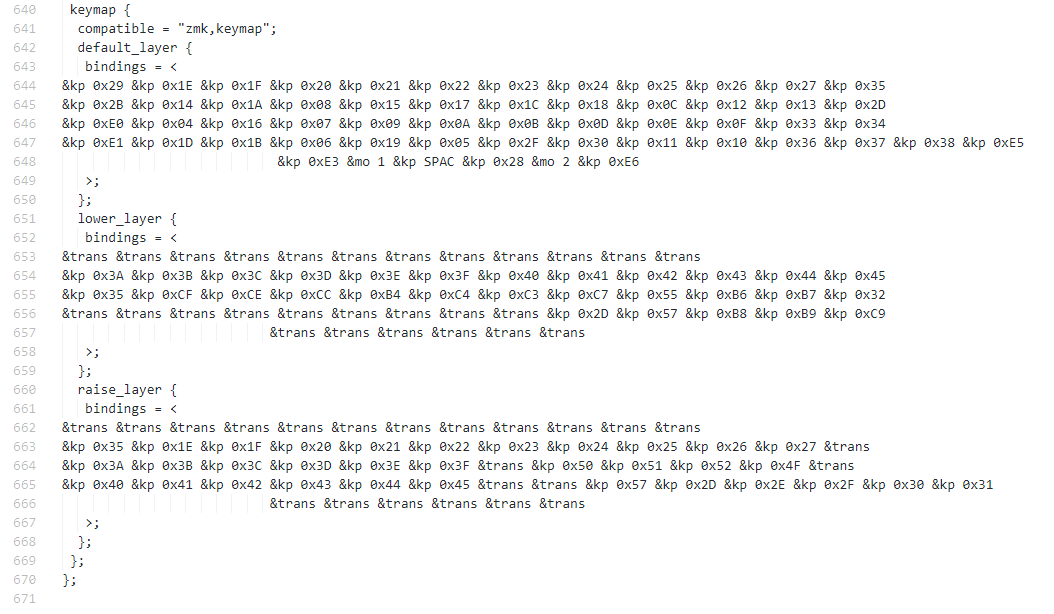 640 keymap {
641 compatible = "zmk,keymap";
642 default_layer {
643 bindings = <
644 &kp 0x29 &kp 0x1E &kp 0x1F &kp 0x20 &kp 0x21 &kp 0x22 &kp 0x23 &kp 0x24 &kp 0x25 &kp 0x26 &kp 0x27 &kp 0x35
645 &kp 0x2B &kp 0x14 &kp 0x1A &kp 0x08 &kp 0x15 &kp 0x17 &kp 0x1C &kp 0x18 &kp 0x0C &kp 0x12 &kp 0x13 &kp 0x2D
646 &kp 0xE0 &kp 0x04 &kp 0x16 &kp 0x07 &kp 0x09 &kp 0x0A &kp 0x0B &kp 0x0D &kp 0x0E &kp 0x0F &kp 0x33 &kp 0x34
647 &kp 0xE1 &kp 0x1D &kp 0x1B &kp 0x06 &kp 0x19 &kp 0x05 &kp 0x2F &kp 0x30 &kp 0x11 &kp 0x10 &kp 0x36 &kp 0x37 &kp 0x38 &kp 0xE5
648 &kp 0xE3 &mo 1 &kp SPAC &kp 0x28 &mo 2 &kp 0xE6
649 >;
650 };
651 lower_layer {
652 bindings = <
653 &trans &trans &trans &trans &trans &trans &trans &trans &trans &trans &trans &trans
654 &kp 0x3A &kp 0x3B &kp 0x3C &kp 0x3D &kp 0x3E &kp 0x3F &kp 0x40 &kp 0x41 &kp 0x42 &kp 0x43 &kp 0x44 &kp 0x45
655 &kp 0x35 &kp 0xCF &kp 0xCE &kp 0xCC &kp 0xB4 &kp 0xC4 &kp 0xC3 &kp 0xC7 &kp 0x55 &kp 0xB6 &kp 0xB7 &kp 0x32
656 &trans &trans &trans &trans &trans &trans &trans &trans &trans &kp 0x2D &kp 0x57 &kp 0xB8 &kp 0xB9 &kp 0xC9
657 &trans &trans &trans &trans &trans &trans
658 >;
659 };
660 raise_layer {
661 bindings = <
662 &trans &trans &trans &trans &trans &trans &trans &trans &trans &trans &trans &trans
663 &kp 0x35 &kp 0x1E &kp 0x1F &kp 0x20 &kp 0x21 &kp 0x22 &kp 0x23 &kp 0x24 &kp 0x25 &kp 0x26 &kp 0x27 &trans
664 &kp 0x3A &kp 0x3B &kp 0x3C &kp 0x3D &kp 0x3E &kp 0x3F &trans &kp 0x50 &kp 0x51 &kp 0x52 &kp 0x4F &trans
665 &kp 0x40 &kp 0x41 &kp 0x42 &kp 0x43 &kp 0x44 &kp 0x45 &trans &trans &kp 0x57 &kp 0x2D &kp 0x2E &kp 0x2F &kp 0x30 &kp 0x31
666 &trans &trans &trans &trans &trans &trans
667 >;
668 };
669 };
670 };
671